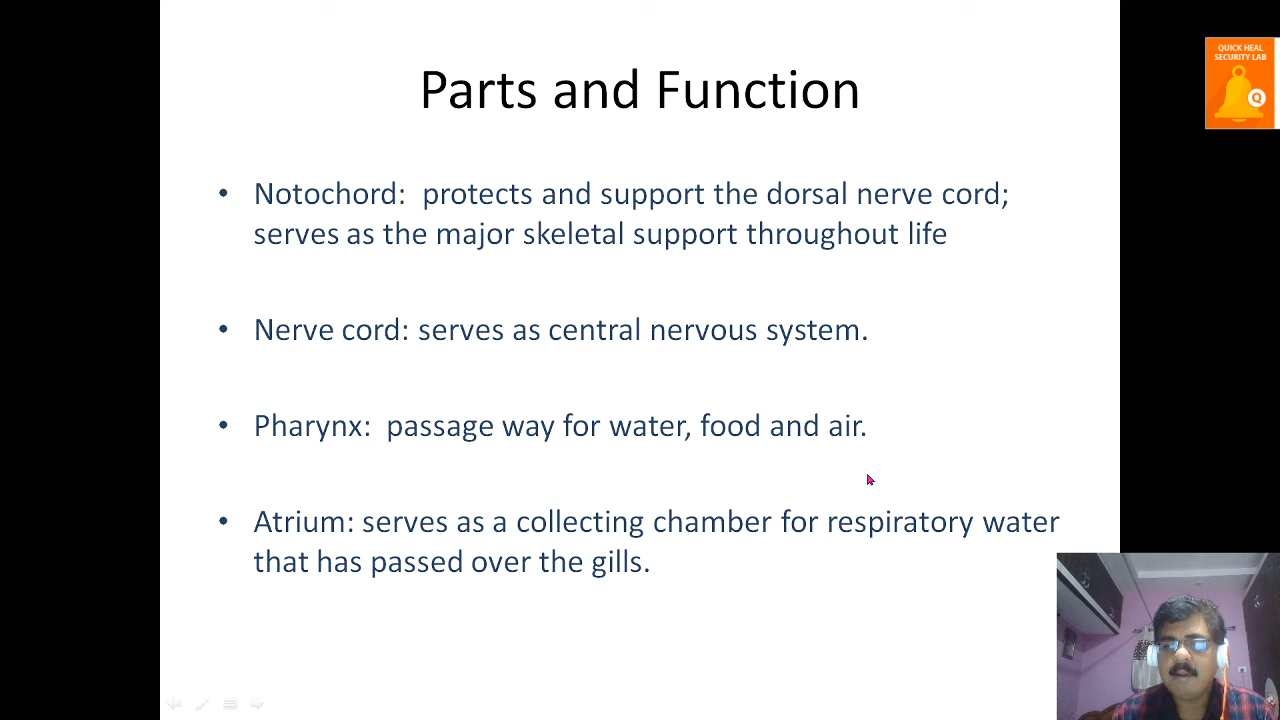 Parts and Function
QUICK HEAL
SECURITY LAB
• Notochord: protects and support the dorsal nerve cord;
serves as the major skeletal support throughout life
• Nerve cord: serves as central nervous system.
• Pharynx: passage way for water, food and air.
• Atrium: serves as a collecting chamber for respiratory water
that has passed over the gills.